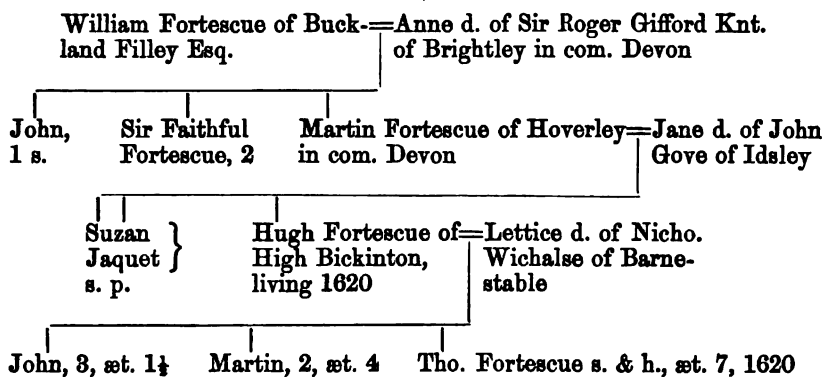 William Fortescue of Buck-=Anne d. of Sir Roger Gifford Knt.
land Filley Esq. of Brightley in com. Devon
John, Sir Faithful Martin Fortescue of Hoverley=Jane d. of John
1 s. Fortescue, 2 in com. Devon Gove of Idsley
Suzan Hugh Fortescue of=Lettice d. of Nicho.
Jaquet } High Bickinton, Wichalse of Barne-
s. p. living 1620 stable
John, 3, æt. 1½ Martin, 2, æt. 4 Tho. Fortescue s. & h., æt. 7, 1620